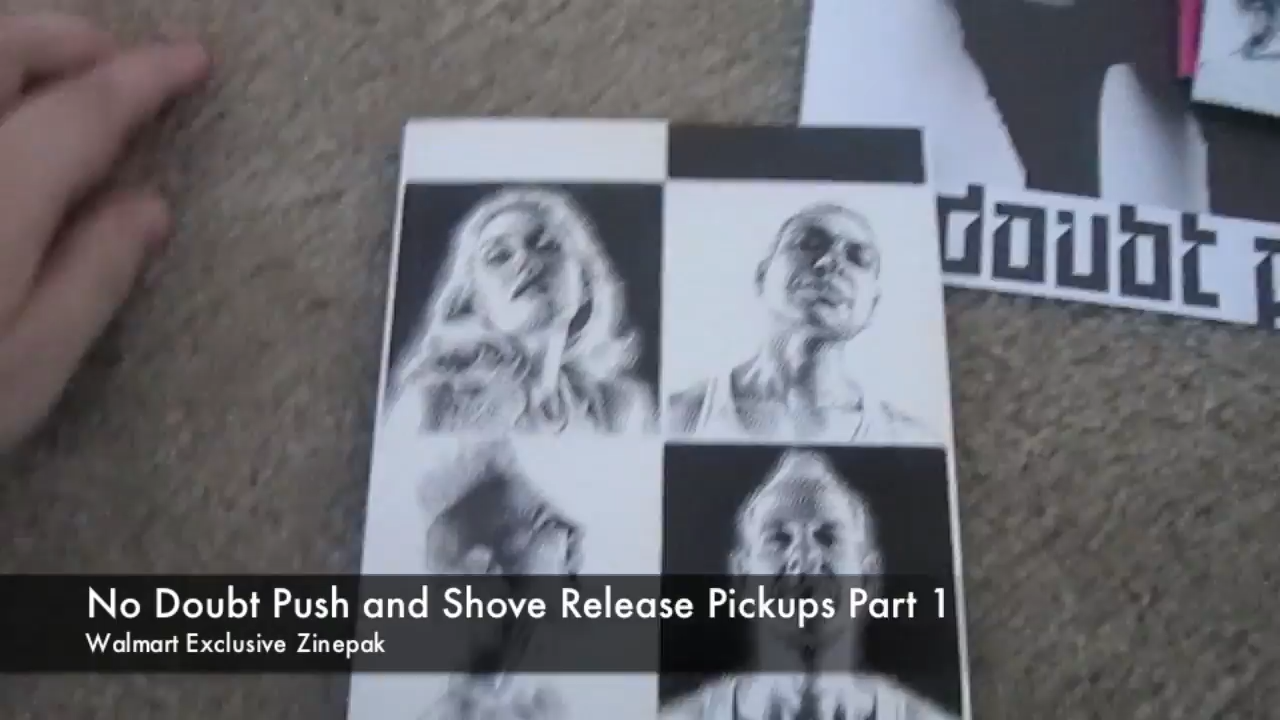 doubt
No Doubt Push and Shove Release Pickups Part 1
Walmart Exclusive Zinepak